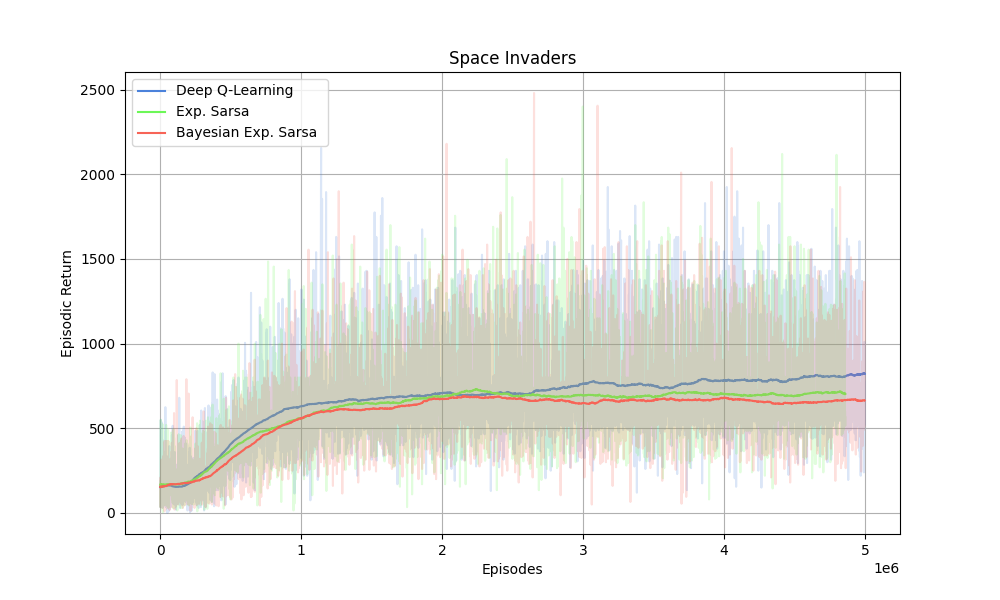 Space Invaders
Deep Q-Learning
Exp. Sarsa
Bayesian Exp. Sarsa
Episodic Return
2500
2000
1500
1000
500
0
0 1 2 3 4 5
1e6
Episodes